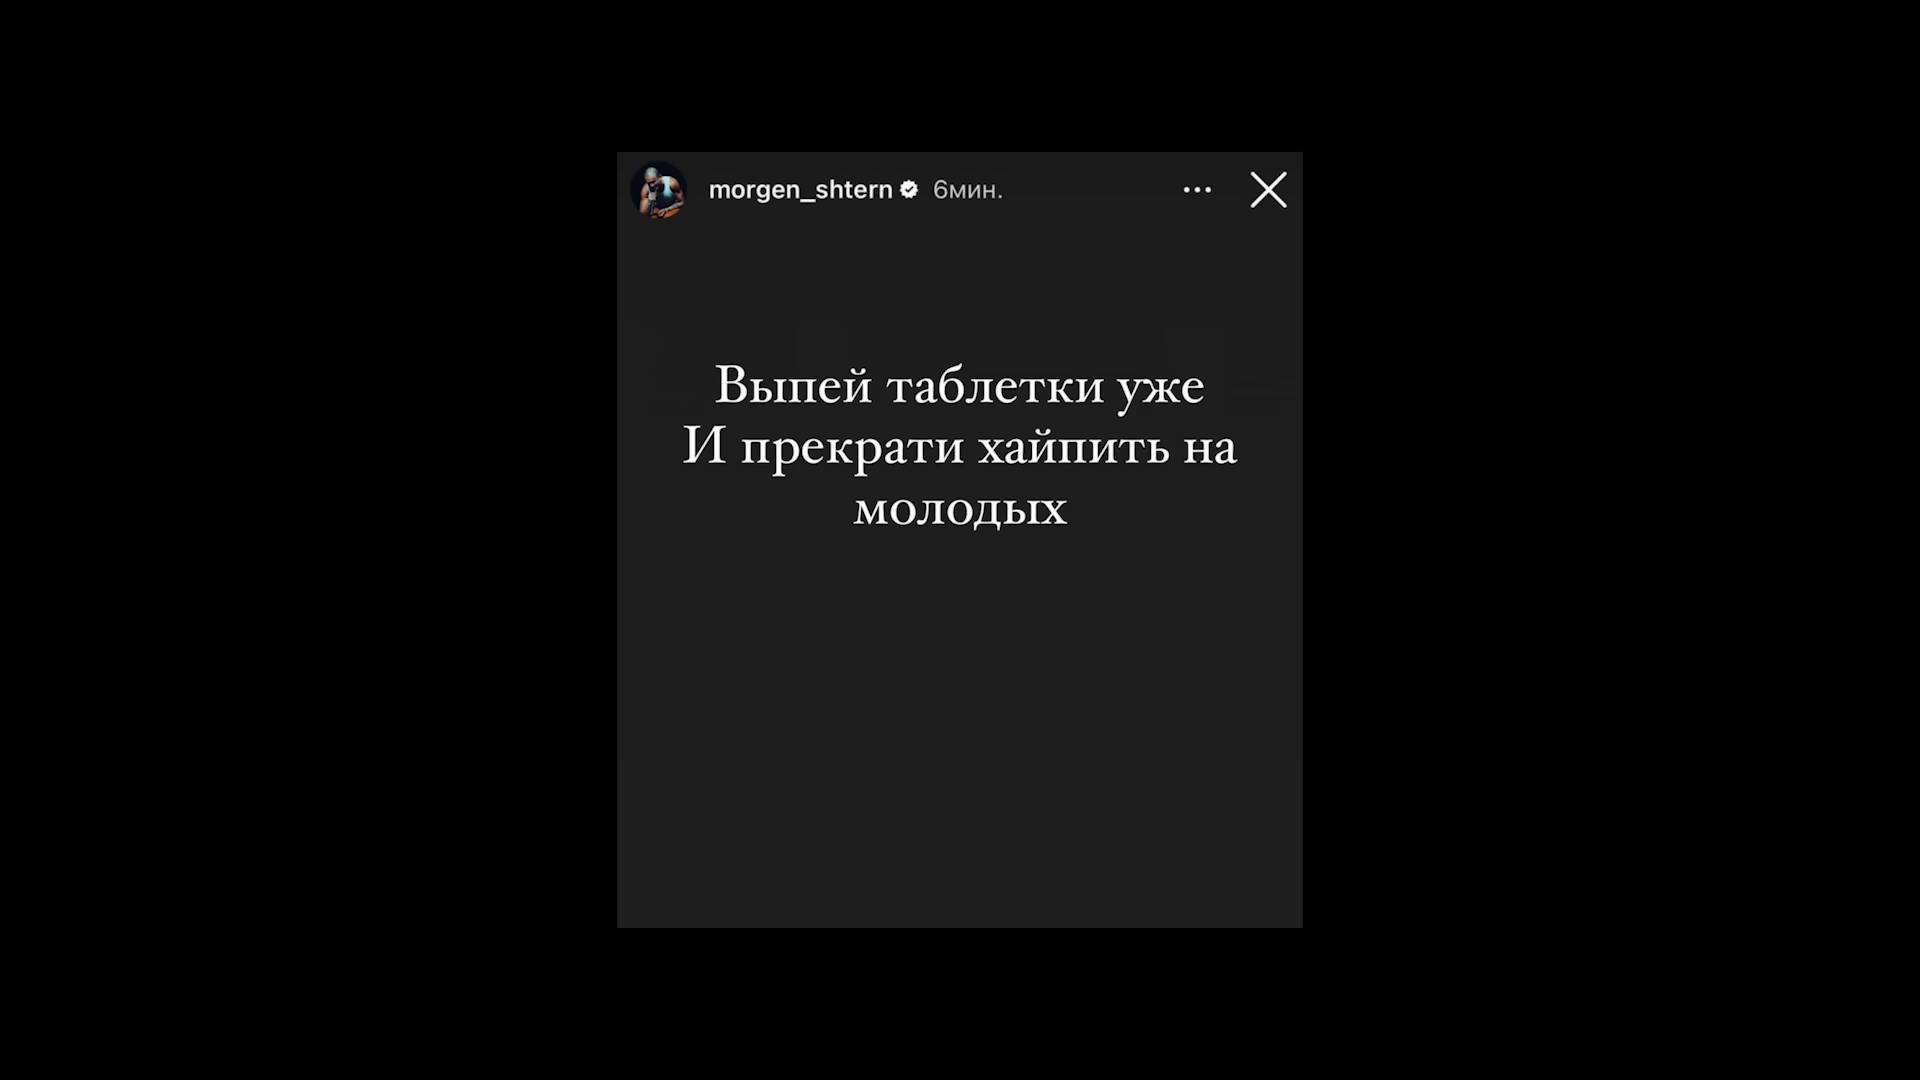 morgen_shtern 6мин.
Выпей таблетки уже
И прекрати хайпить на
молодых